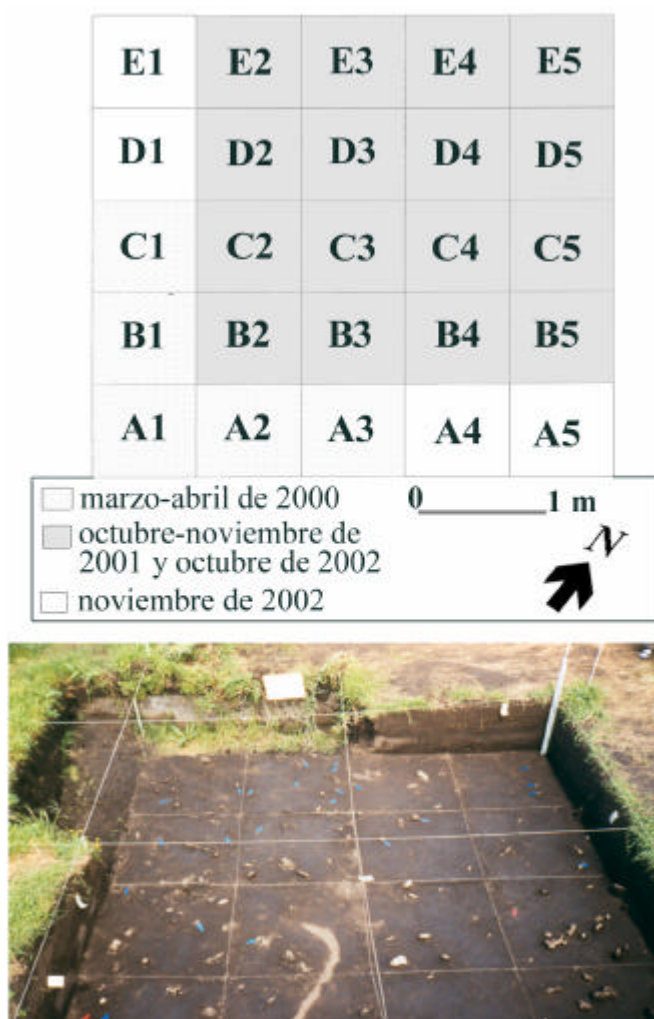 E1 E2 E3 E4 E5
D1 D2 D3 D4 D5
C1 C2 C3 C4 C5
B1 B2 B3 B4 B5
A1 A2 A3 A4 A5
marzo-abril de 2000 0 1 m
octubre-noviembre de
2001 y octubre de 2002
N
noviembre de 2002